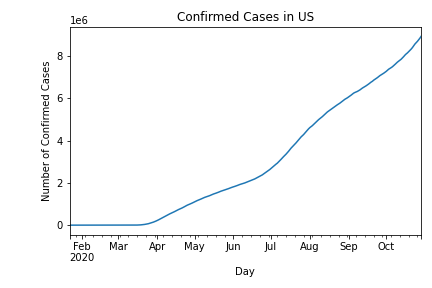 Confirmed Cases in US
1e6
8
6
4
2
0
Number of Confirmed Cases
Feb Mar Apr May Jun Jul Aug Sep Oct
2020
Day